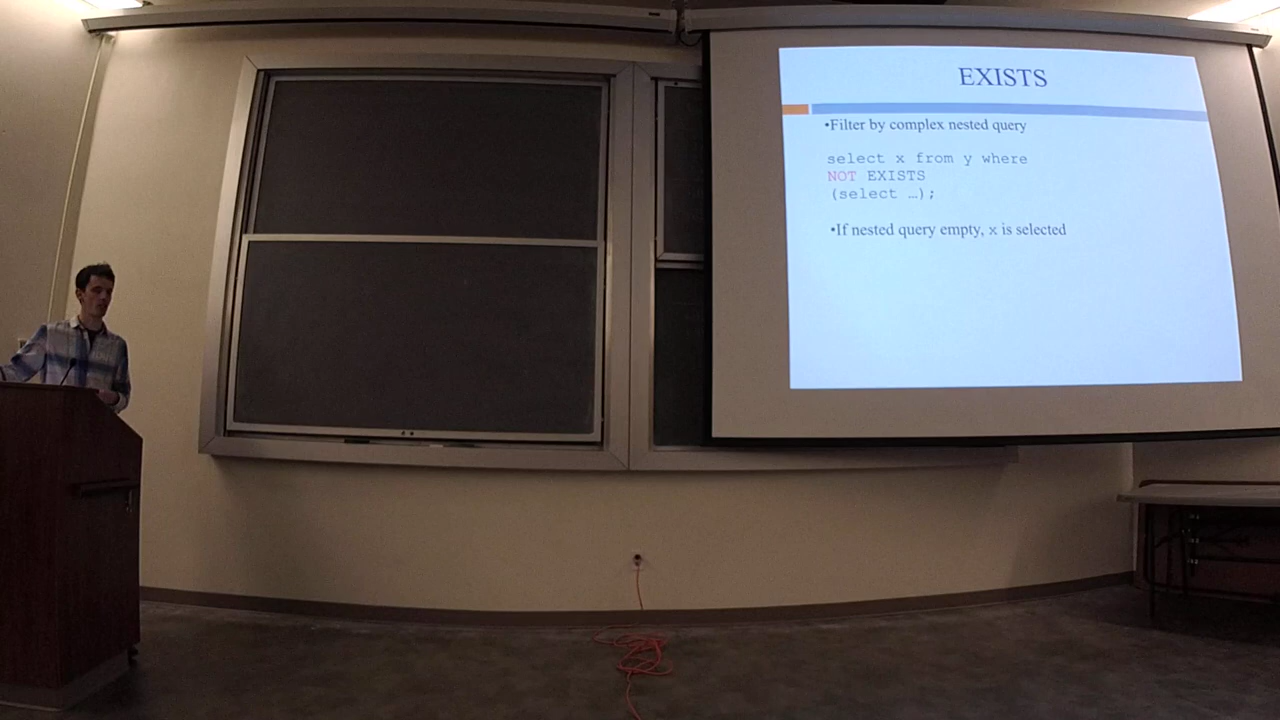 EXISTS
•Filter by complex nested query
select x from y where
NOT EXISTS
(select …);
•If nested query empty, x is selected